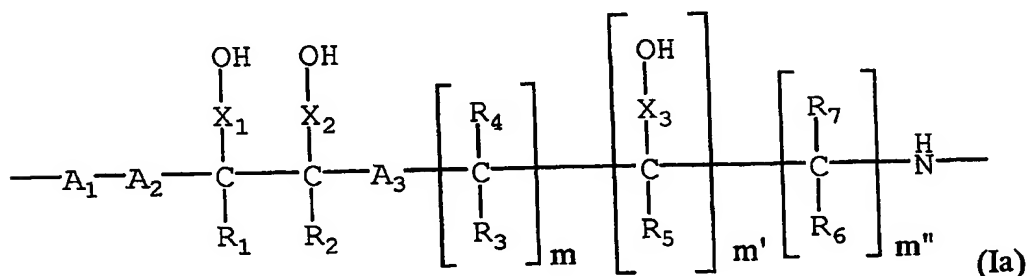 OH OH OH
X₁ X₂ R₄ X₃ R₇
A₁ A₂ C C A₃ C C C H N
R₁ R₂ R₃ R₅ R₆
m m' m"
(Ia)